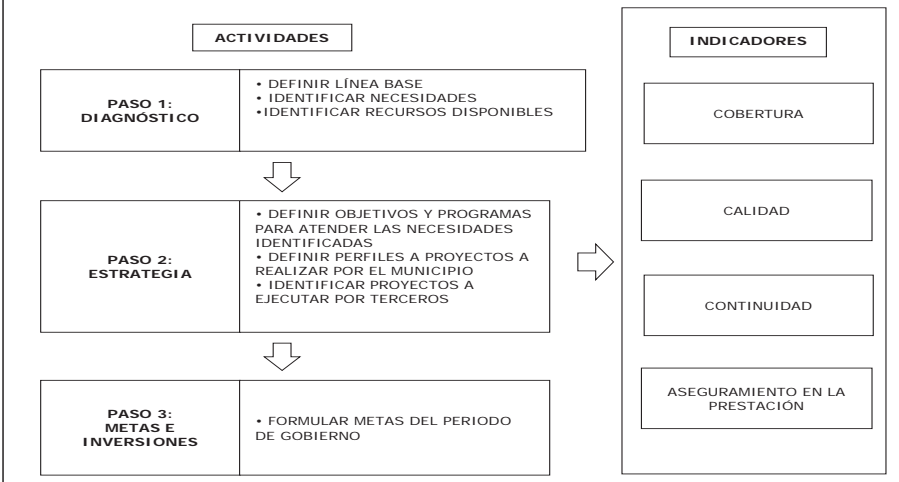 ACTIVIDADES
PASO 1:
DIAGNÓSTICO
• DEFINIR LÍNEA BASE
• IDENTIFICAR NECESIDADES
•IDENTIFICAR RECURSOS DISPONIBLES
PASO 2:
ESTRATEGIA
• DEFINIR OBJETIVOS Y PROGRAMAS
PARA ATENDER LAS NECESIDADES
IDENTIFICADAS
• DEFINIR PERFILES A PROYECTOS A
REALIZAR POR EL MUNICIPIO
• IDENTIFICAR PROYECTOS A
EJECUTAR POR TERCEROS
PASO 3:
METAS E
INVERSIONES
• FORMULAR METAS DEL PERIODO
DE GOBIERNO
INDICADORES
COBERTURA
CALIDAD
CONTINUIDAD
ASEGURAMIENTO EN LA
PRESTACIÓN